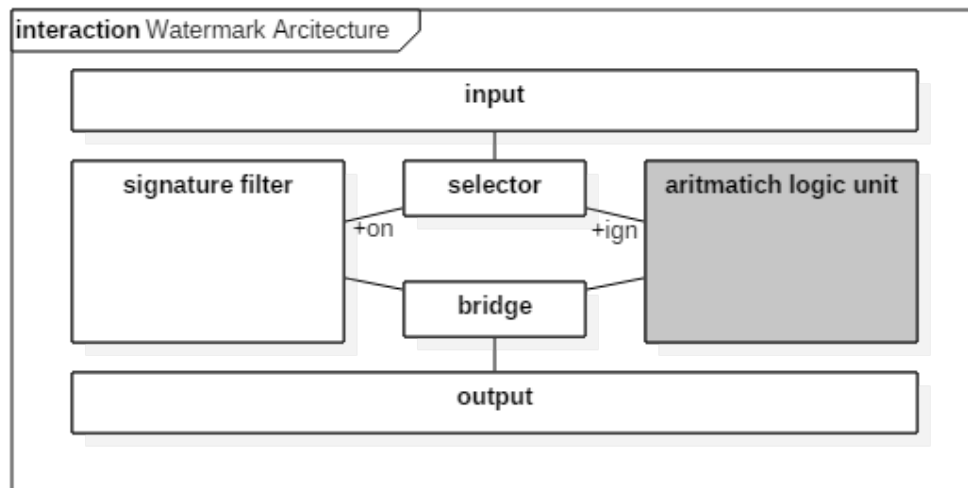 interaction Watermark Arcitecture
input
signature filter
selector
aritmatich logic unit
+on
+ign
bridge
output